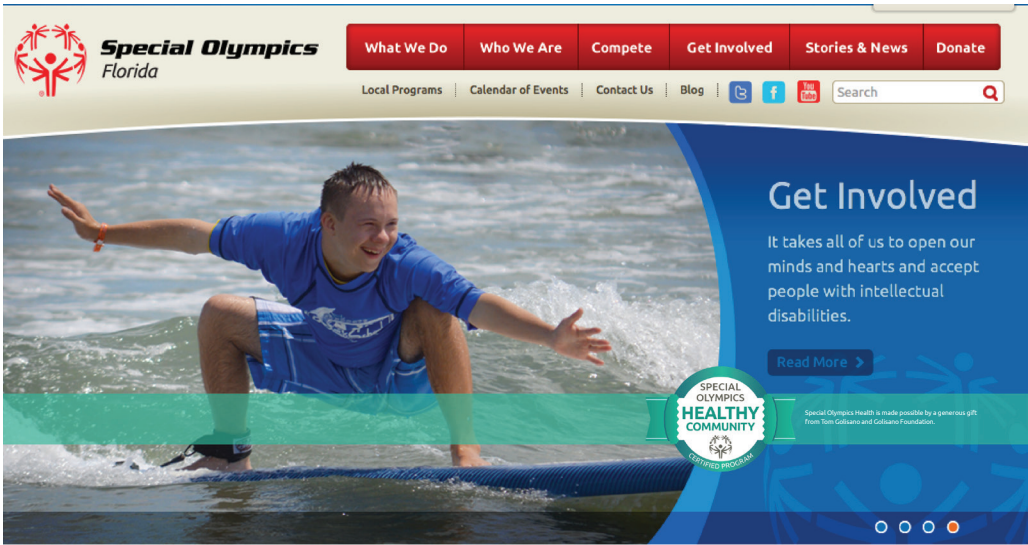 Special Olympics
Florida
What We Do
Who We Are
Compete
Get Involved
Stories & News
Donate
Local Programs
Calendar of Events
Contact Us
Blog
You
Tube
Search
Get Involved
It takes all of us to open our
minds and hearts and accept
people with intellectual
disabilities.
Read More
SPECIAL
OLYMPICS
HEALTHY
COMMUNITY
CERTIFIED PROGRAM
Special Olympics Health is made possible by a generous gift
from Tom Golisano and Golisano Foundation.